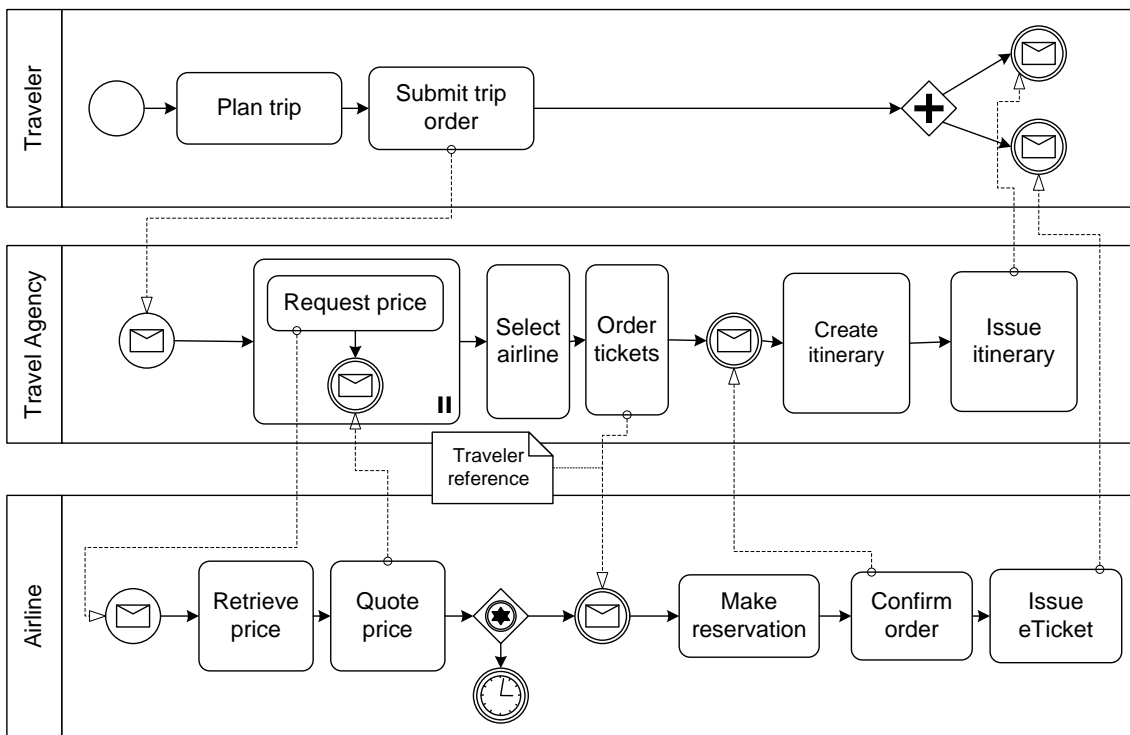 Traveler
Plan trip
Submit trip
order
Travel Agency
Request price
Select
airline
Order
tickets
Create
itinerary
Issue
itinerary
Traveler
reference
Airline
Retrieve
price
Quote
price
Make
reservation
Confirm
order
Issue
eTicket